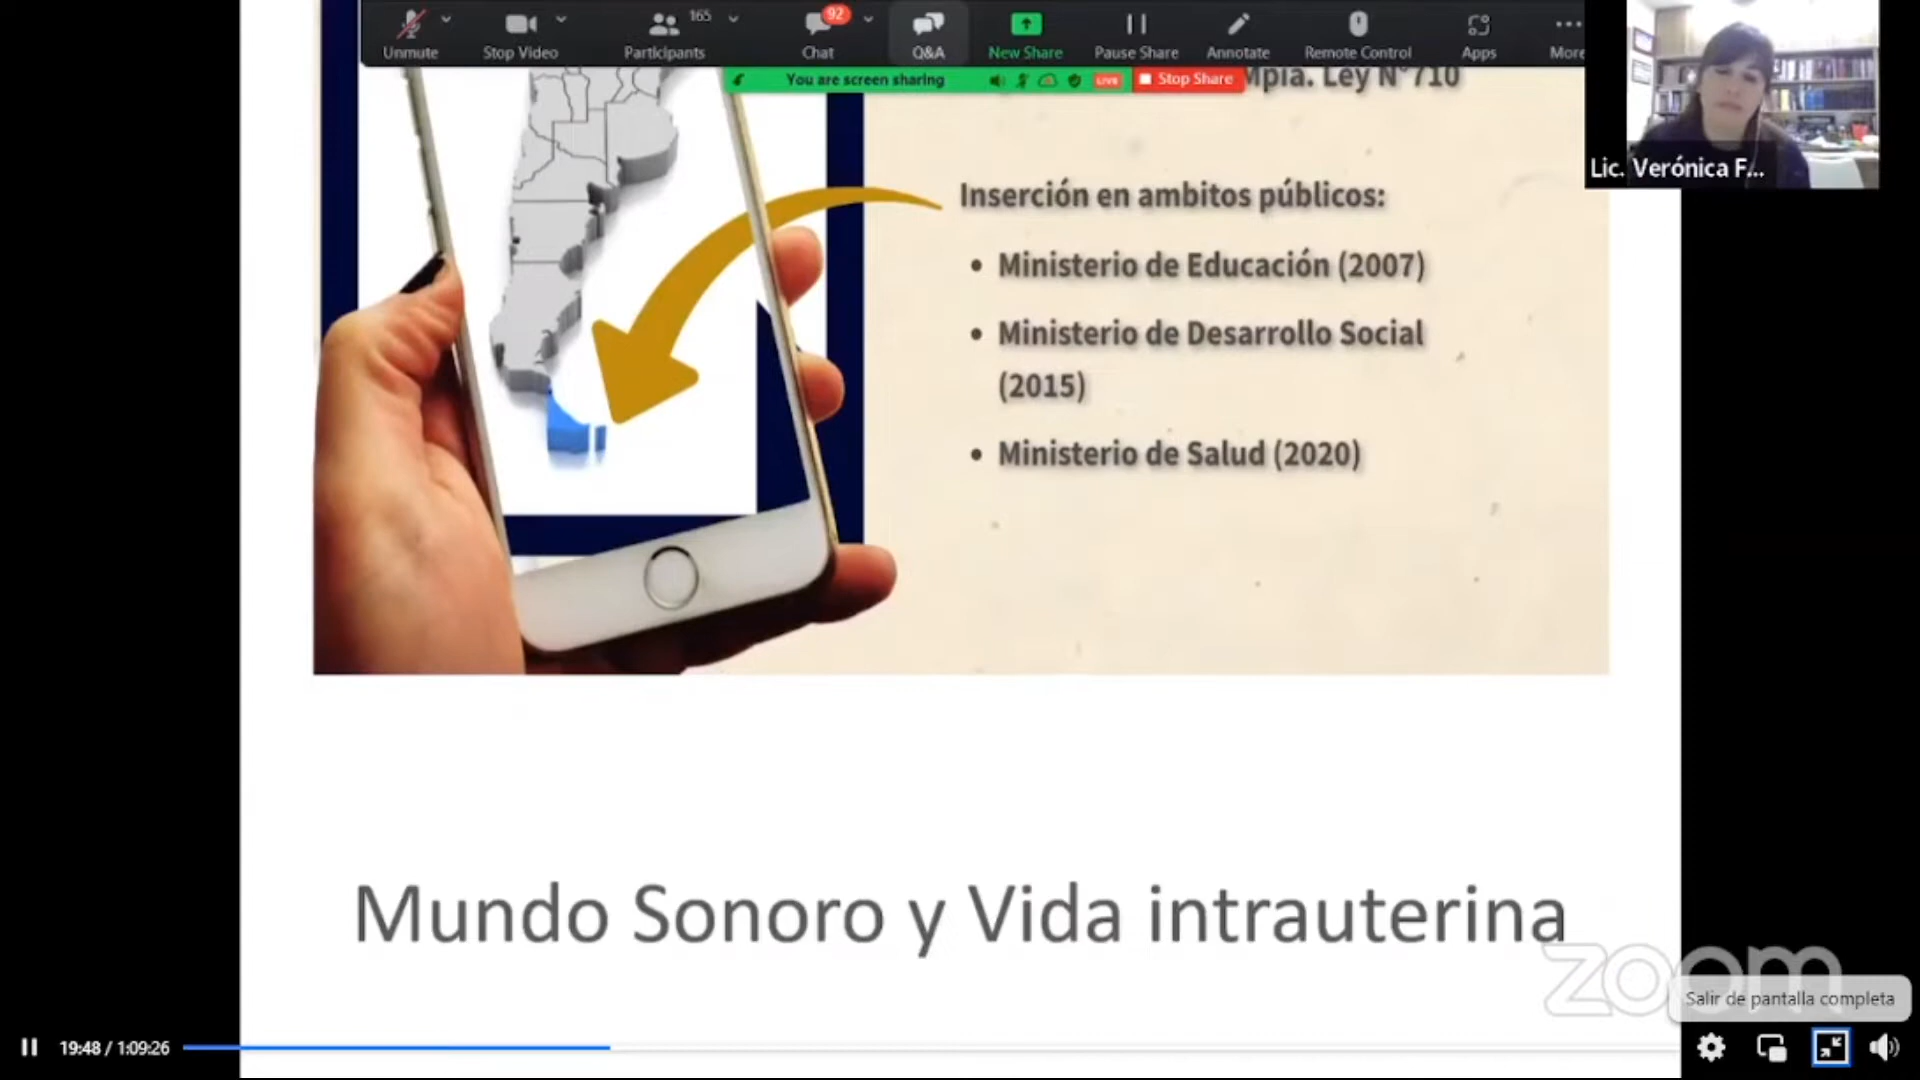 Unmute
Stop Video
165
Participants
92
Chat
Q&A
New Share
Pause Share
Annotate
Remote Control
Apps
More
You are screen sharing
LIVE
Stop Share
Ley N°710
Lic. Verónica F...
Inserción en ambitos públicos:
• Ministerio de Educación (2007)
• Ministerio de Desarrollo Social
(2015)
• Ministerio de Salud (2020)
Mundo Sonoro y Vida intrauterina
zoom
Salir de pantalla completa
19:48 / 1:09:26